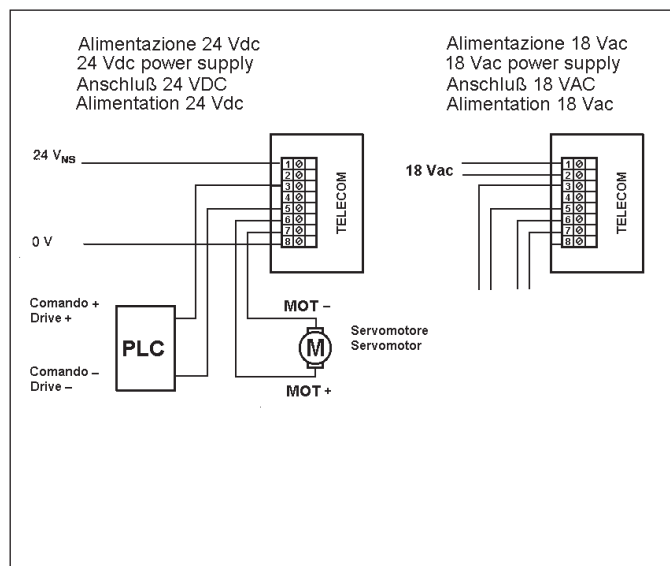 Alimentazione 24 Vdc
24 Vdc power supply
Anschluß 24 VDC
Alimentation 24 Vdc
Alimentazione 18 Vac
18 Vac power supply
Anschluß 18 VAC
Alimentation 18 Vac
24 VNS
0 V
1
2
3
4
5
6
7
8
TELECOM
18 Vac
1
2
3
4
5
6
7
8
TELECOM
Comando +
Drive +
PLC
Comando –
Drive –
MOT –
M
Servomotore
Servomotor
MOT +